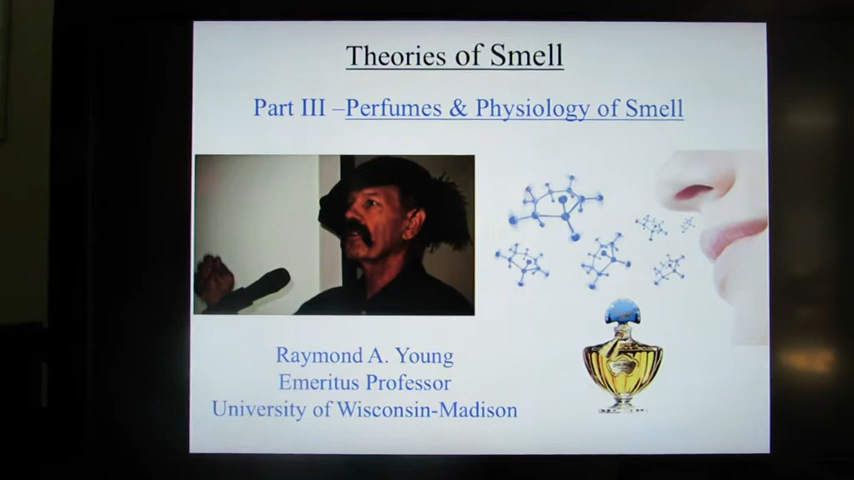 Theories of Smell
Part III –Perfumes & Physiology of Smell
Raymond A. Young
Emeritus Professor
University of Wisconsin-Madison